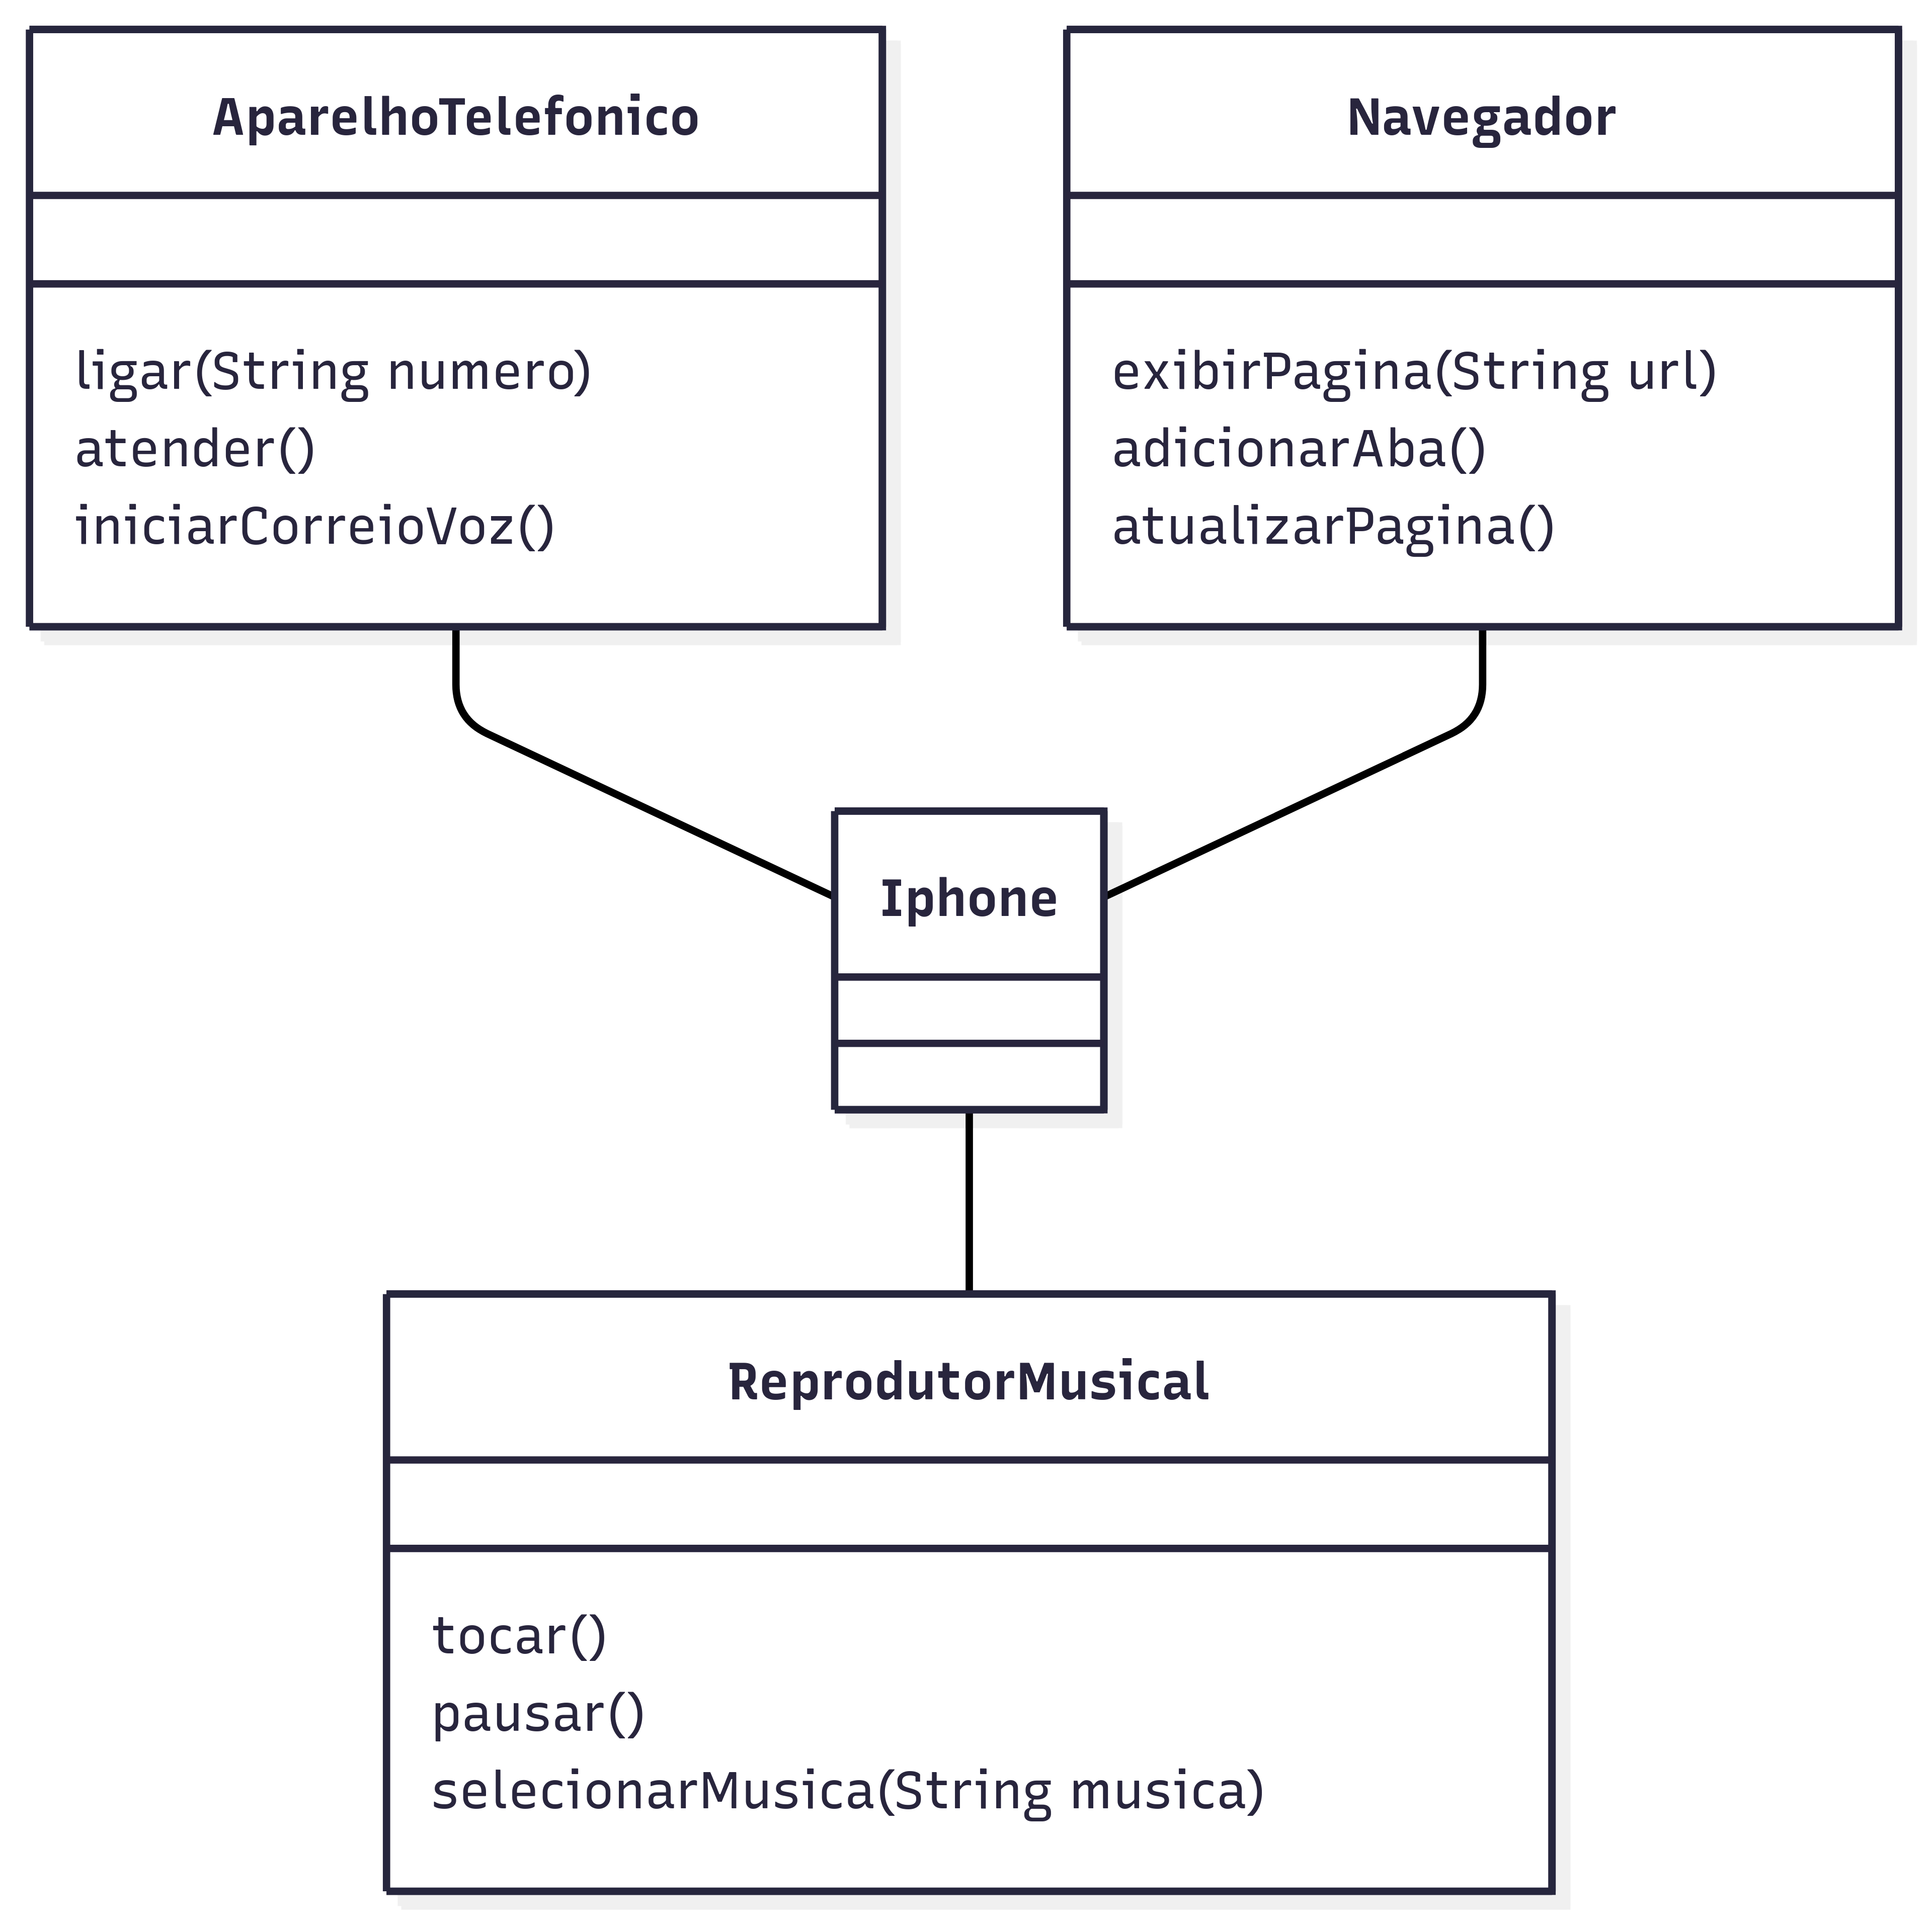 AparelhoTelefonico
ligar(String numero)
atender()
iniciarCorreioVoz()
Navegador
exibirPagina(String url)
adicionarAba()
atualizarPagina()
Iphone
ReprodutorMusical
tocar()
pausar()
selecionarMusica(String musica)